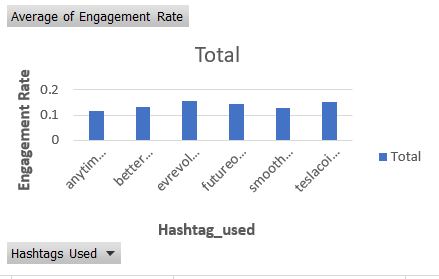 Average of Engagement Rate
Total
Engagement Rate
0.2
0.1
0
anytim...
better...
evrevol...
futureo...
smooth...
teslacoi...
Total
Hashtag_used
Hashtags Used